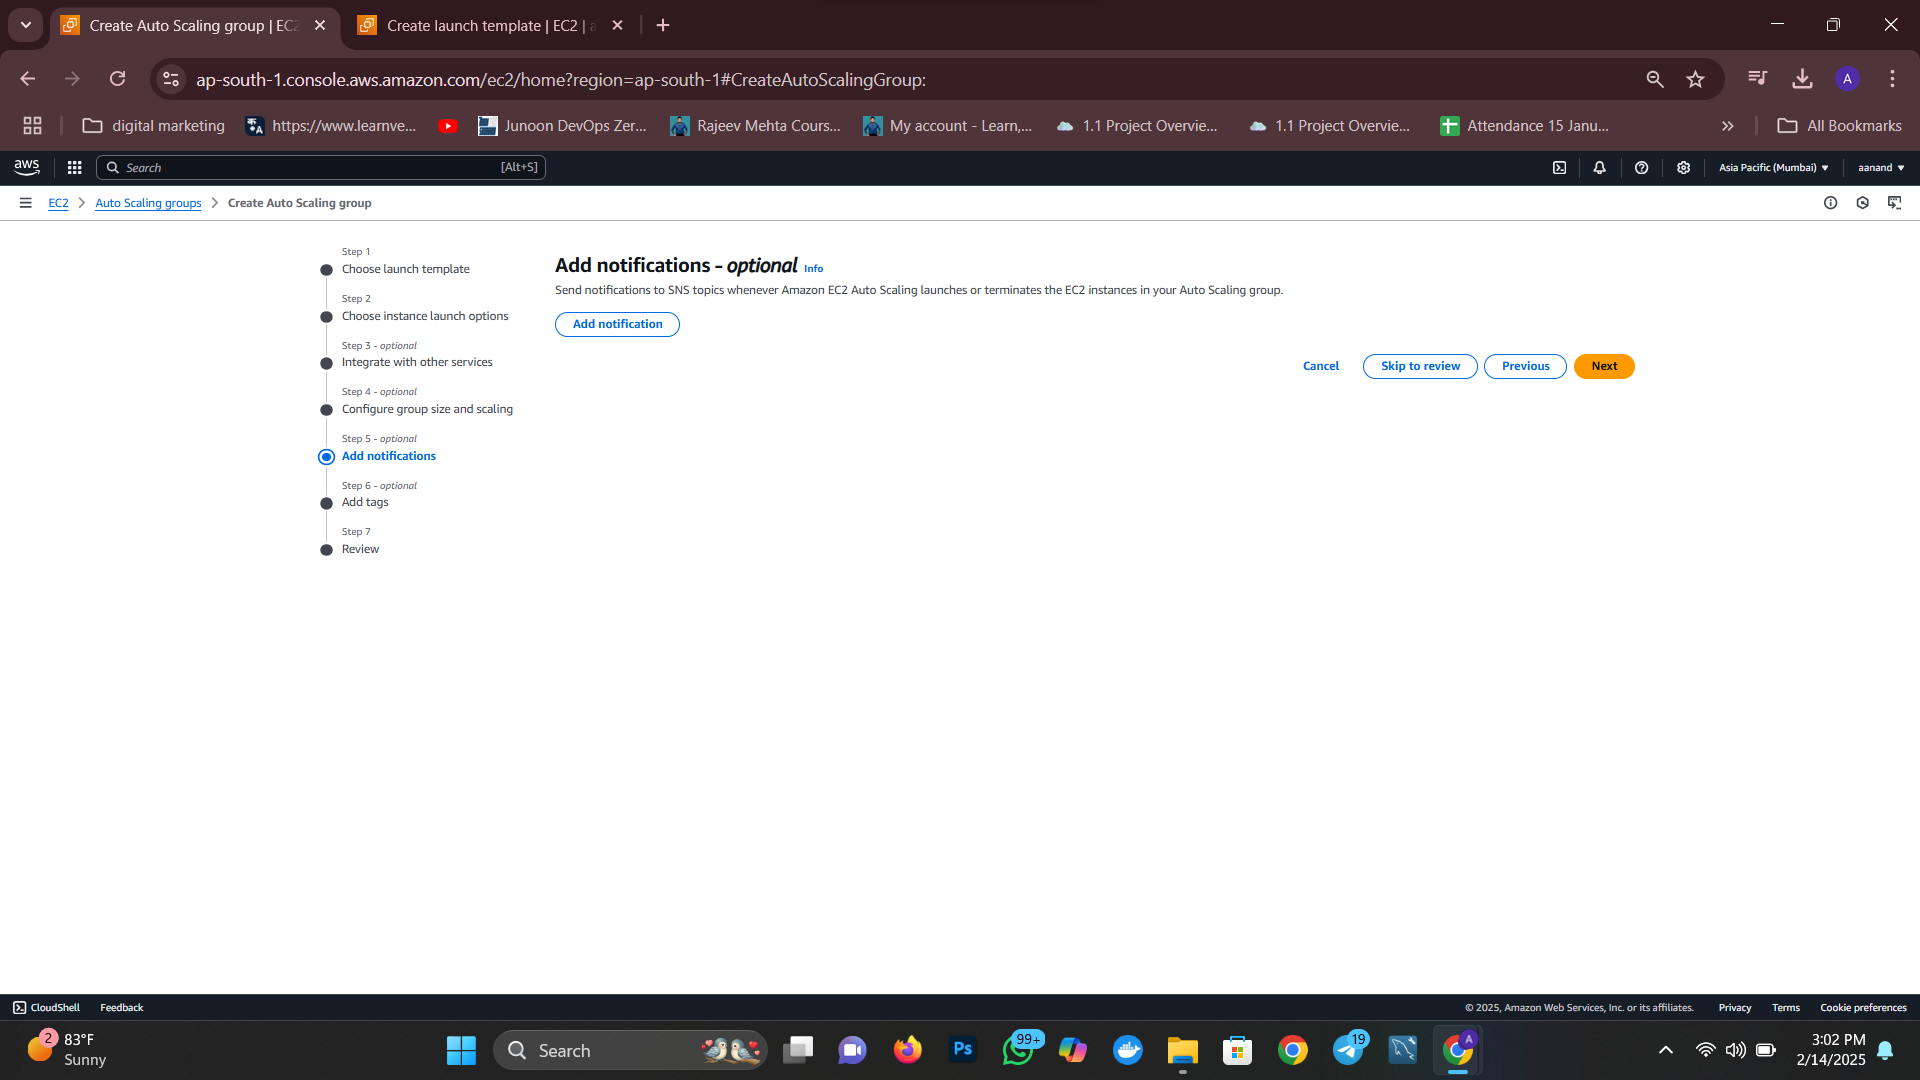 Create Auto Scaling group | EC2
Create launch template | EC2 | a
ap-south-1.console.aws.amazon.com/ec2/home?region=ap-south-1#CreateAutoScalingGroup:
A
digital marketing
https://www.learnve...
Junoon DevOps Zer...
Rajeev Mehta Cours...
My account - Learn,...
1.1 Project Overvie...
1.1 Project Overvie...
Attendance 15 Janu...
All Bookmarks
aws
Search
[Alt+S]
Asia Pacific (Mumbai)
aanand
EC2
Auto Scaling groups
Create Auto Scaling group
Step 1
Choose launch template
Step 2
Choose instance launch options
Step 3 - optional
Integrate with other services
Step 4 - optional
Configure group size and scaling
Step 5 - optional
Add notifications
Step 6 - optional
Add tags
Step 7
Review
Add notifications - optional Info
Send notifications to SNS topics whenever Amazon EC2 Auto Scaling launches or terminates the EC2 instances in your Auto Scaling group.
Add notification
Cancel
Skip to review
Previous
Next
CloudShell
Feedback
© 2025, Amazon Web Services, Inc. or its affiliates.
Privacy
Terms
Cookie preferences
2
83°F
Sunny
Search
Ps
99+
19
A
3:02 PM
2/14/2025